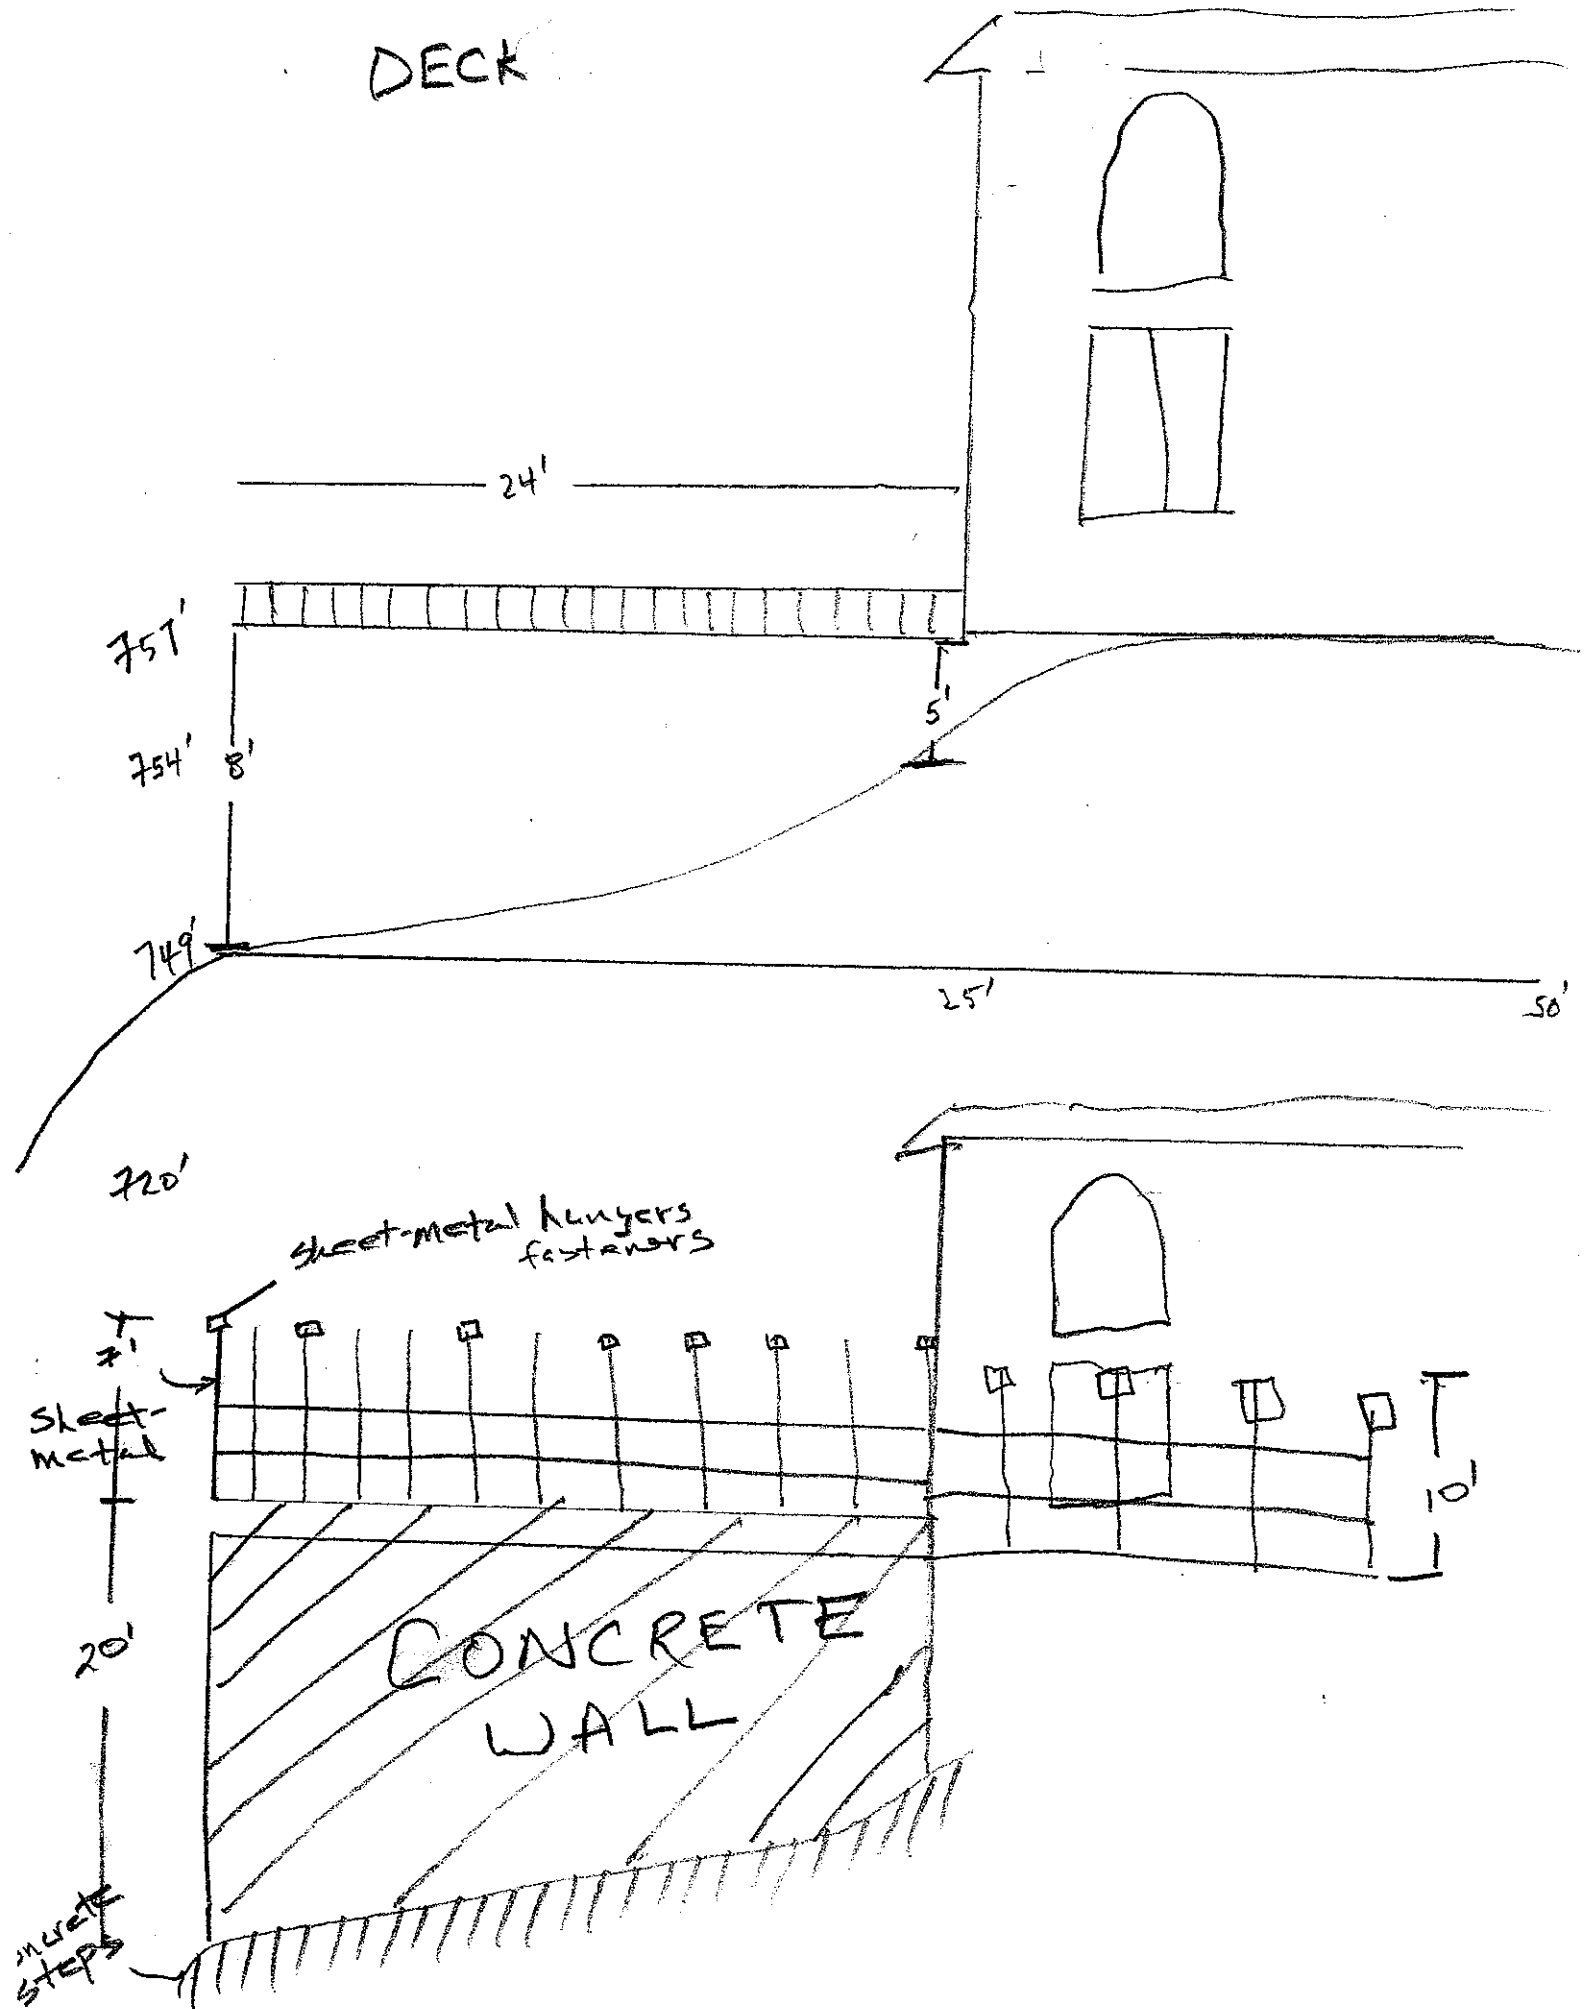 DECK
24'
757'
5'
754'
8'
749'
25'
50'
720'
sheet-metal hangers
fasteners
7'
sheet-
metal
10'
20'
CONCRETE
WALL
steps